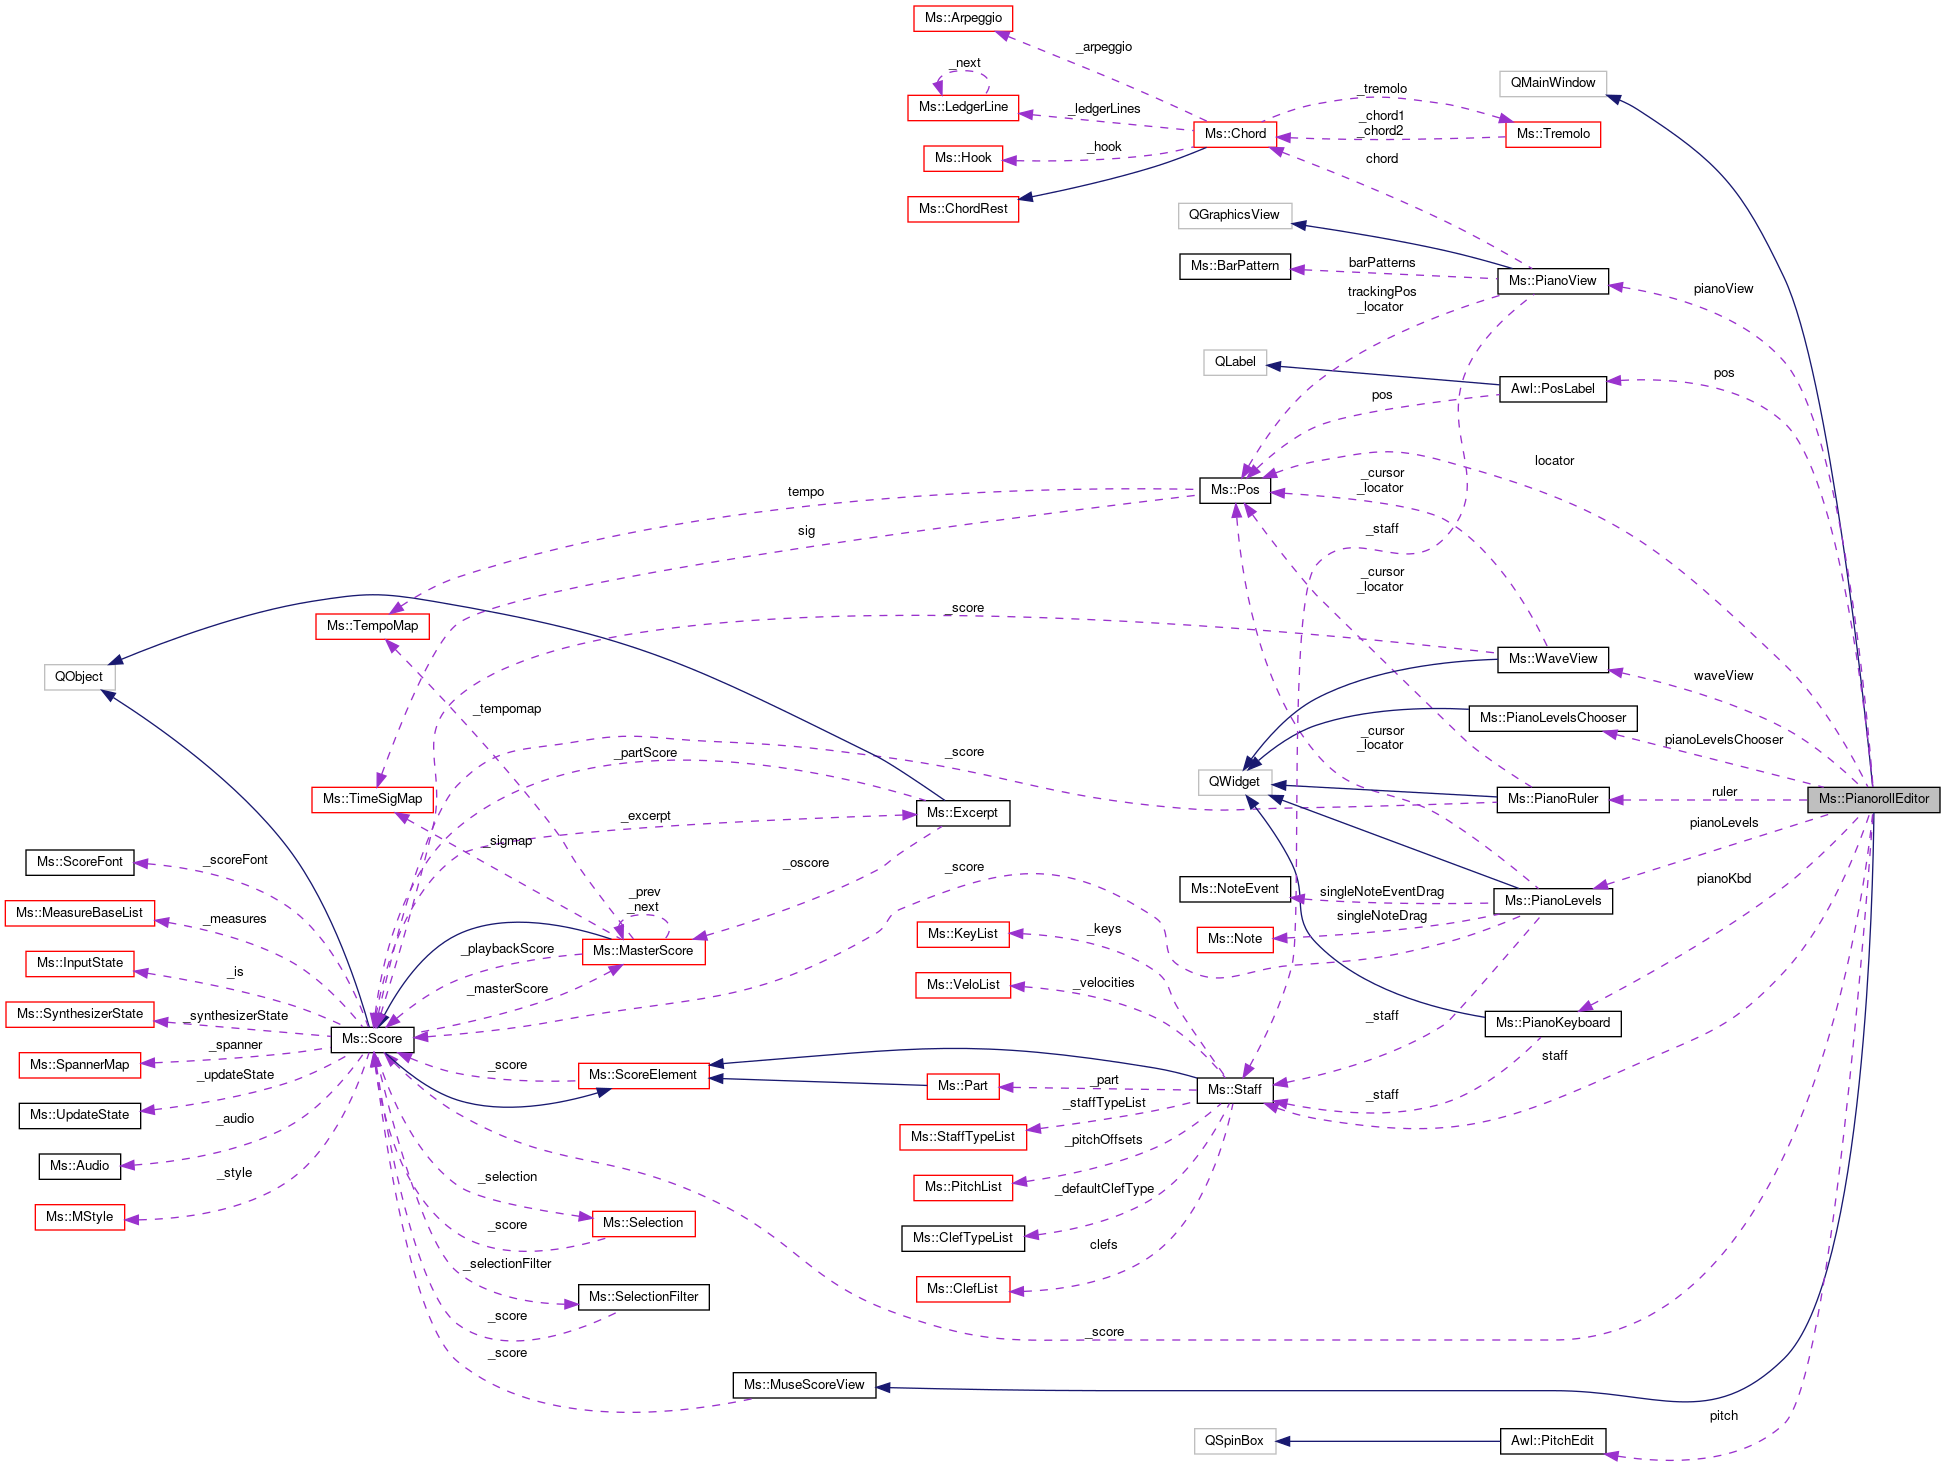 Ms::Arpeggio
_arpeggio
_next
_tremolo
QMainWindow
Ms::LedgerLine
_ledgerLines
_chord1
_chord2
Ms::Chord
Ms::Tremolo
_hook
Ms::Hook
chord
Ms::ChordRest
QGraphicsView
barPatterns
Ms::BarPattern
Ms::PianoView
pianoView
trackingPos
_locator
QLabel
Awl::PosLabel
pos
pos
locator
_cursor
_locator
Ms::Pos
tempo
sig
_staff
_cursor
_locator
_score
Ms::TempoMap
Ms::WaveView
waveView
QObject
_tempomap
Ms::PianoLevelsChooser
pianoLevelsChooser
_cursor
_locator
_partScore
_score
QWidget
Ms::TimeSigMap
Ms::PianoRuler
ruler
Ms::PianorollEditor
Ms::Excerpt
_excerpt
pianoLevels
_sigmap
_scoreFont
Ms::ScoreFont
_oscore
_score
pianoKbd
_prev
_next
Ms::NoteEvent
singleNoteEventDrag
Ms::PianoLevels
Ms::MeasureBaseList
_measures
singleNoteDrag
Ms::KeyList
_keys
Ms::Note
_playbackScore
Ms::MasterScore
Ms::InputState
_is
Ms::VeloList
_velocities
_masterScore
Ms::SynthesizerState
_synthesizerState
_staff
Ms::PianoKeyboard
Ms::Score
_spanner
Ms::SpannerMap
_score
Ms::ScoreElement
staff
_updateState
Ms::Part
_part
Ms::Staff
_staff
Ms::UpdateState
_staffTypeList
_audio
Ms::StaffTypeList
_pitchOffsets
Ms::Audio
_style
_selection
Ms::PitchList
_defaultClefType
Ms::MStyle
_score
Ms::Selection
Ms::ClefTypeList
clefs
_selectionFilter
Ms::SelectionFilter
Ms::ClefList
_score
_score
_score
Ms::MuseScoreView
pitch
QSpinBox
Awl::PitchEdit